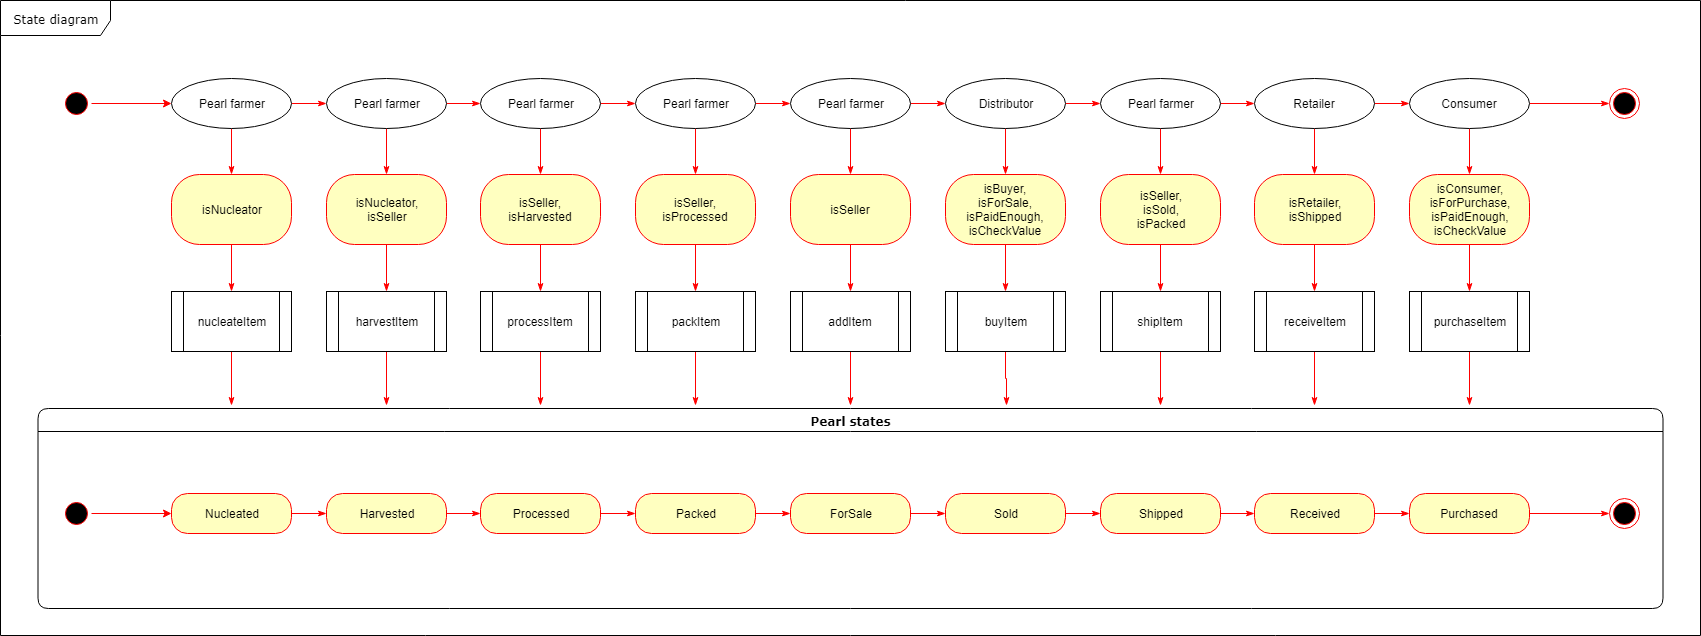 State diagram
Pearl farmer
Pearl farmer
Pearl farmer
Pearl farmer
Pearl farmer
Distributor
Pearl farmer
Retailer
Consumer
isNucleator
isNucleator,
isSeller
isSeller,
isHarvested
isSeller,
isProcessed
isSeller
isBuyer,
isForSale,
isPaidEnough,
isCheckValue
isSeller,
isSold,
isPacked
isRetailer,
isShipped
isConsumer,
isForPurchase,
isPaidEnough,
isCheckValue
nucleateItem
harvestItem
processItem
packItem
addItem
buyItem
shipItem
receiveItem
purchaseItem
Pearl states
Nucleated
Harvested
Processed
Packed
ForSale
Sold
Shipped
Received
Purchased